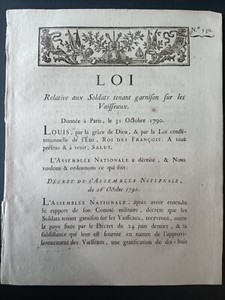 N.° 130.
LOI
Relative aux Soldats tenant garnison sur les
Vaisseaux.
Donnée à Paris, le 31 Octobre 1790.
LOUIS, par la grâce de Dieu, & par la Loi consti-
tutionnelle de l'État, ROI DES FRANÇOIS: A tous
présens & à venir; SALUT.
L'ASSEMBLÉE NATIONALE a décrété, & Nous
voulons & ordonnons ce qui suit:
DÉCRET DE L'ASSEMBLÉE NATIONALE,
du 26 Octobre 1790.
L'ASSEMBLÉE NATIONALE, après avoir entendu
le rapport de son Comité militaire, décrète que les
Soldats tenant garnison sur les Vaisseaux, recevront, outre
la paye fixée par le Décret du 24 juin dernier, & la
subsistance qui leur est fournie en nature de l'approvi-
sionnement des Vaisseaux, une gratification de dix-huit